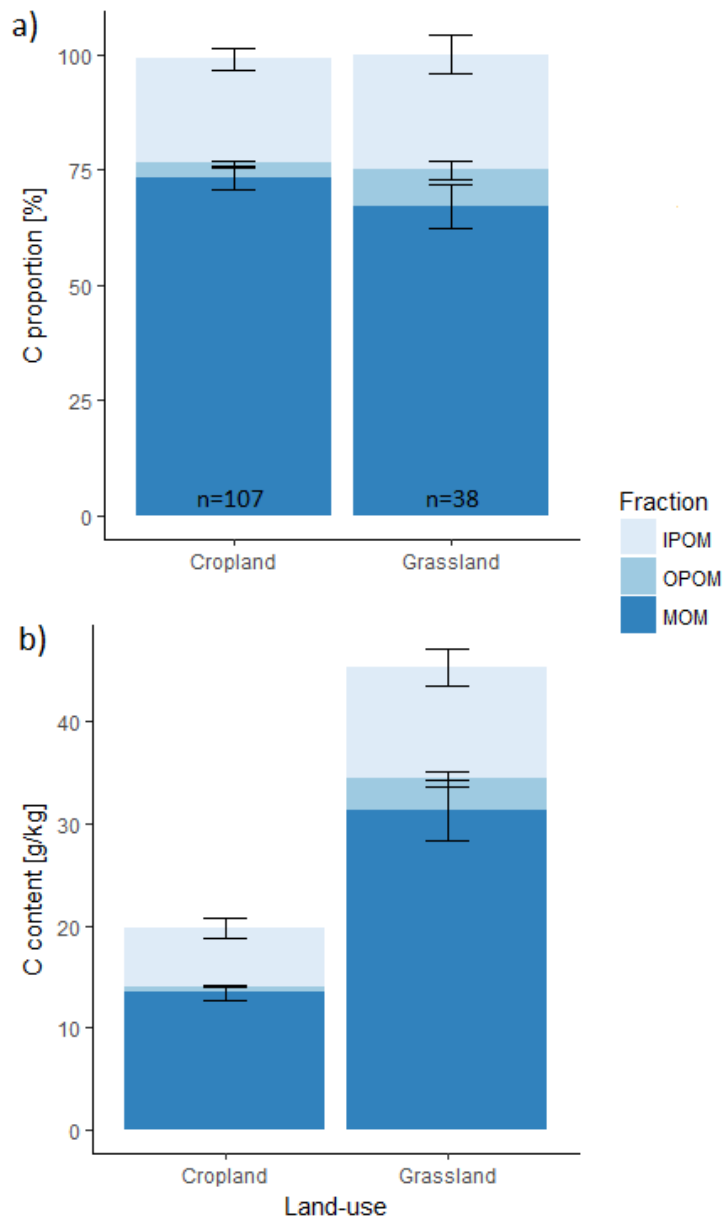 a)
C proportion [%]
100
75
50
25
0
n=107
n=38
Cropland
Grassland
Fraction
IPOM
OPOM
MOM
b)
C content [g/kg]
40
30
20
10
0
Cropland
Grassland
Land-use